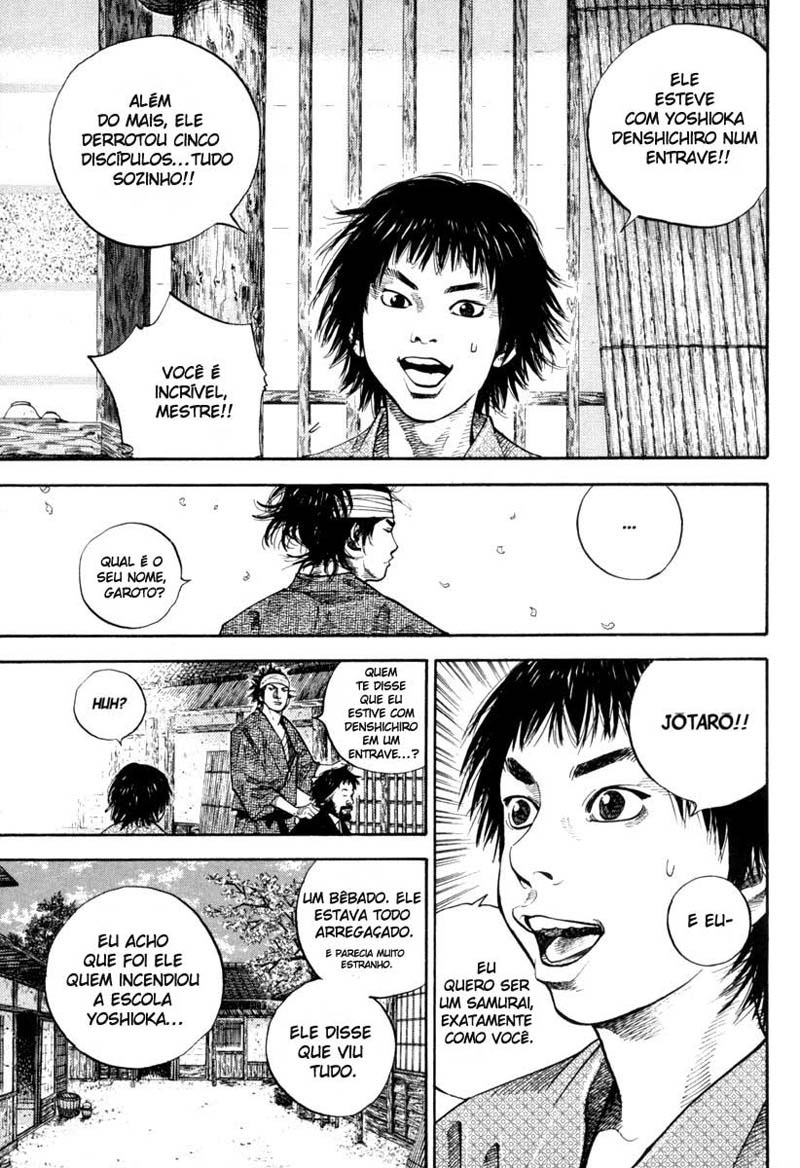 ELE
ESTEVE
COM YOSHIOKA
DENSHICHIRO NUM
ENTRAVE!!
ALÉM
DO MAIS, ELE
DERROTOU CINCO
DISCÍPULOS...TUDO
SOZINHO!!
VOCÊ É
INCRÍVEL,
MESTRE!!
...
QUAL É O
SEU NOME,
GAROTO?
JŌTARŌ!!
E EU-
EU
QUERO SER
UM SAMURAI,
EXATAMENTE
COMO VOCÊ.
QUEM
TE DISSE
QUE EU
ESTIVE COM
DENSHICHIRO
EM UM
ENTRAVE...?
HUH?
UM BÊBADO. ELE
ESTAVA TODO
ARREGAÇADO.
E PARECIA MUITO
ESTRANHO.
ELE DISSE
QUE VIU
TUDO.
EU ACHO
QUE FOI ELE
QUEM INCENDIOU
A ESCOLA
YOSHIOKA...